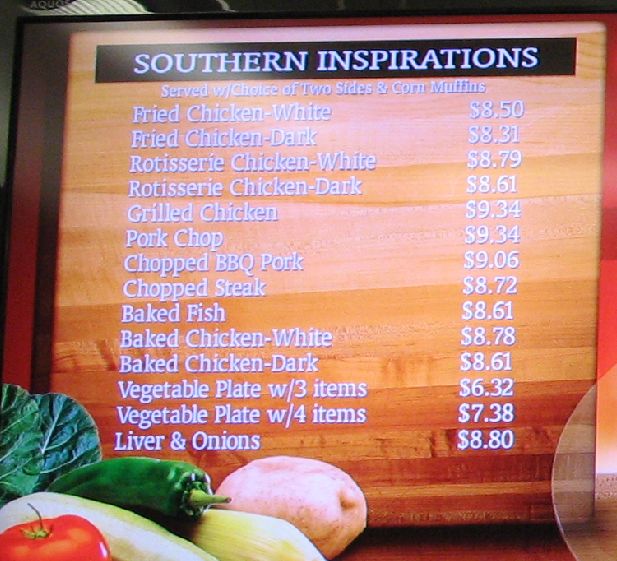 AQUOS
SOUTHERN INSPIRATIONS
Served w/Choice of Two Sides & Corn Muffins
Fried Chicken-White $8.50
Fried Chicken-Dark $8.31
Rotisserie Chicken-White $8.79
Rotisserie Chicken-Dark $8.61
Grilled Chicken $9.34
Pork Chop $9.34
Chopped BBQ Pork $9.06
Chopped Steak $8.72
Baked Fish $8.61
Baked Chicken-White $8.78
Baked Chicken-Dark $8.61
Vegetable Plate w/3 items $6.32
Vegetable Plate w/4 items $7.38
Liver & Onions $8.80